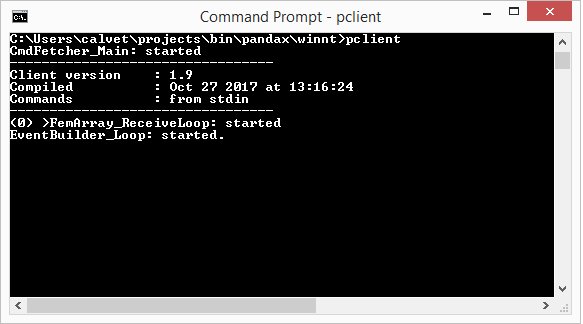 Command Prompt - pclient
C:\Users\calvet\projects\bin\pandax\winnt>pclient
CmdFetcher_Main: started
---------------------------------
Client version    : 1.9
Compiled          : Oct 27 2017 at 13:16:24
Commands          : from stdin
---------------------------------
(0) >FemArray_ReceiveLoop: started
EventBuilder_Loop: started.